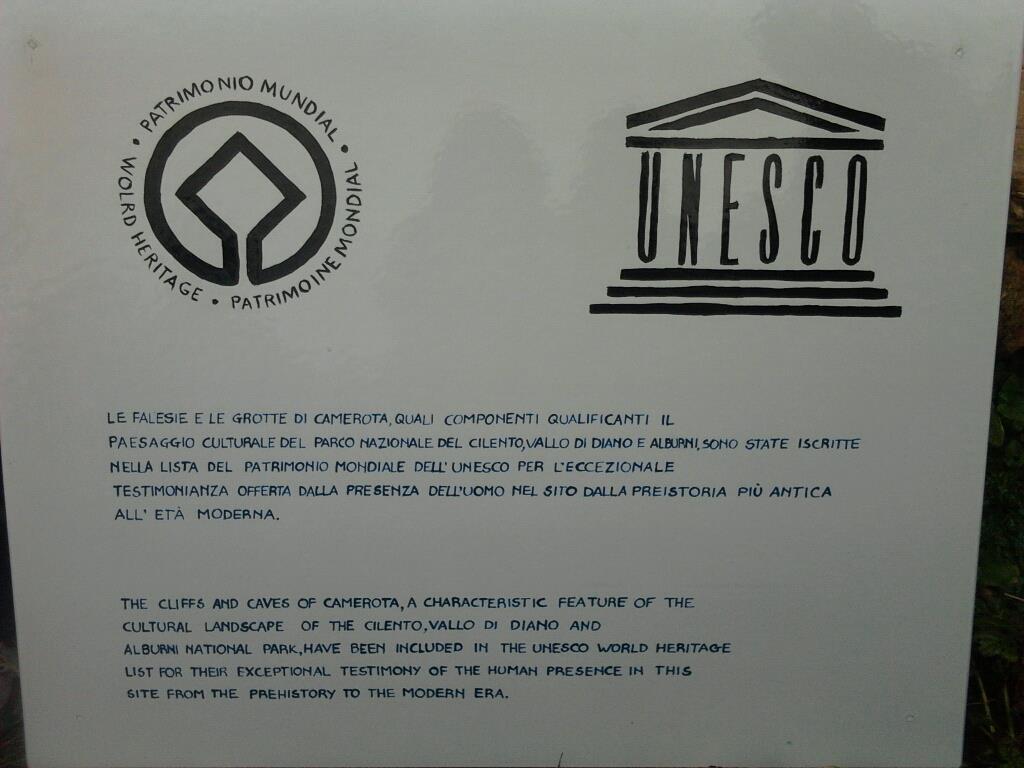 PATRIMONIO MUNDIAL •
WOLRD HERITAGE •
PATRIMOINE MONDIAL •
UNESCO
LE FALESIE E LE GROTTE DI CAMEROTA, QUALI COMPONENTI QUALIFICANTI IL
PAESAGGIO CULTURALE DEL PARCO NAZIONALE DEL CILENTO, VALLO DI DIANO E ALBURNI, SONO STATE ISCRITTE
NELLA LISTA DEL PATRIMONIO MONDIALE DELL'UNESCO PER L'ECCEZIONALE
TESTIMONIANZA OFFERTA DALLA PRESENZA DELL'UOMO NEL SITO DALLA PREISTORIA PIÙ ANTICA
ALL' ETÀ MODERNA.
THE CLIFFS AND CAVES OF CAMEROTA, A CHARACTERISTIC FEATURE OF THE
CULTURAL LANDSCAPE OF THE CILENTO, VALLO DI DIANO AND
ALBURNI NATIONAL PARK, HAVE BEEN INCLUDED IN THE UNESCO WORLD HERITAGE
LIST FOR THEIR EXCEPTIONAL TESTIMONY OF THE HUMAN PRESENCE IN THIS
SITE FROM THE PREHISTORY TO THE MODERN ERA.